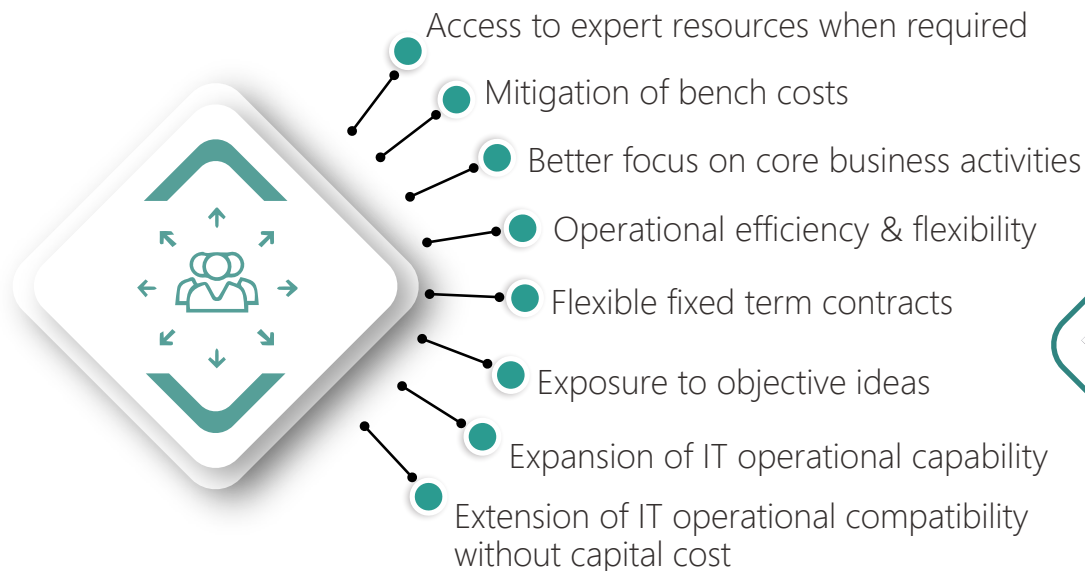 Access to expert resources when required
Mitigation of bench costs
Better focus on core business activities
Operational efficiency & flexibility
Flexible fixed term contracts
Exposure to objective ideas
Expansion of IT operational capability
Extension of IT operational compatibility
without capital cost